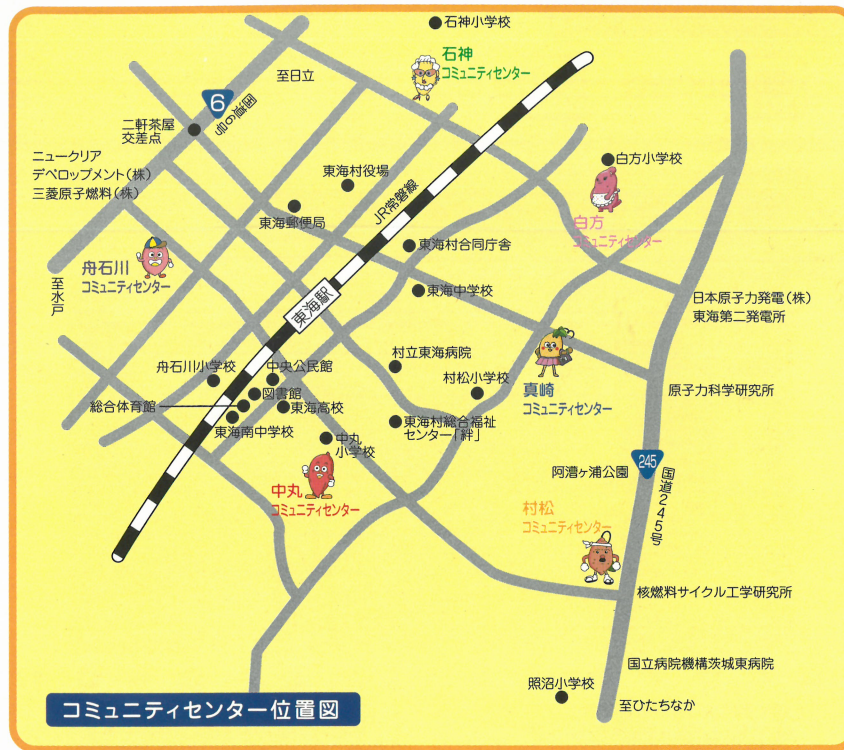 石神小学校
石神
コミュニティセンター
至日立
6
国道6号
二軒茶屋
交差点
ニュークリア
デベロップメント(株)
三菱原子燃料(株)
東海村役場
白方小学校
JR常磐線
東海郵便局
白方
コミュニティセンター
東海村合同庁舎
舟石川
コミュニティセンター
至水戸
東海中学校
日本原子力発電(株)
東海第二発電所
東海駅
村立東海病院
舟石川小学校
中央公民館
村松小学校
真崎
コミュニティセンター
原子力科学研究所
図書館
総合体育館
東海高校
東海南中学校
東海村総合福祉
センター「絆」
中丸
小学校
245
阿漕ヶ浦公園
国道245号
中丸
コミュニティセンター
村松
コミュニティセンター
核燃料サイクル工学研究所
国立病院機構茨城東病院
照沼小学校
至ひたちなか
コミュニティセンター位置図